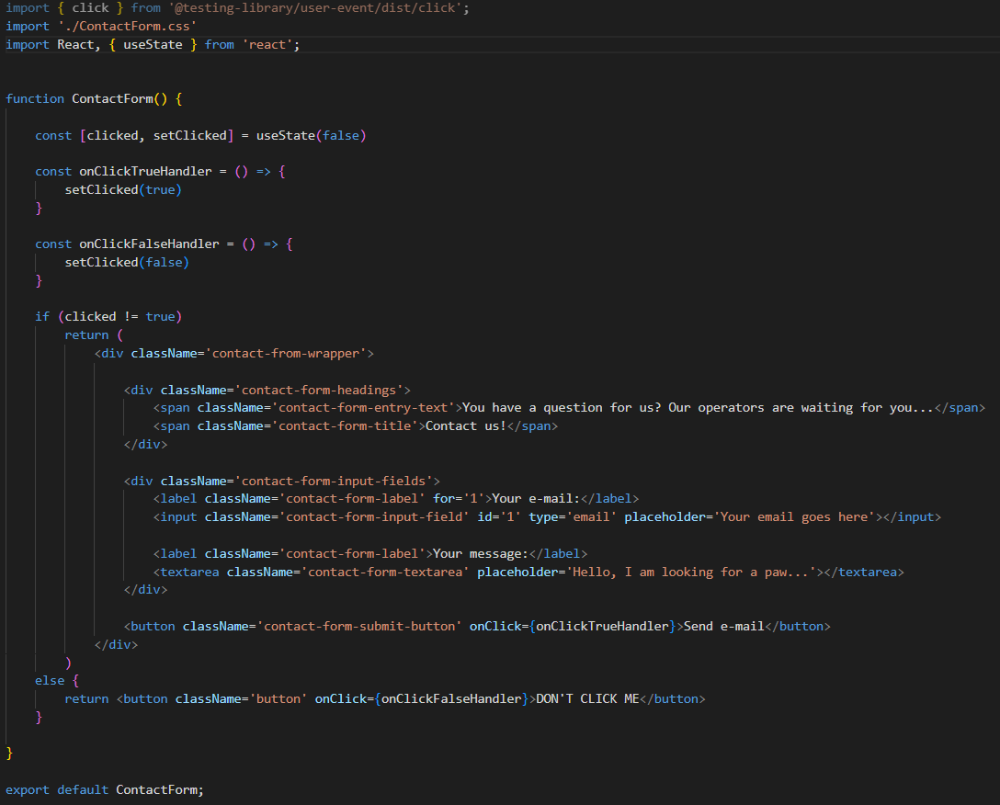 import { click } from '@testing-library/user-event/dist/click';
import './ContactForm.css'
import React, { useState } from 'react';
function ContactForm() {
const [clicked, setClicked] = useState(false)
const onClickTrueHandler = () => {
setClicked(true)
}
const onClickFalseHandler = () => {
setClicked(false)
}
if (clicked != true)
return (
<div className='contact-from-wrapper'>
<div className='contact-form-headings'>
<span className='contact-form-entry-text'>You have a question for us? Our operators are waiting for you...</span>
<span className='contact-form-title'>Contact us!</span>
</div>
<div className='contact-form-input-fields'>
<label className='contact-form-label' for='1'>Your e-mail:</label>
<input className='contact-form-input-field' id='1' type='email' placeholder='Your email goes here'></input>
<label className='contact-form-label'>Your message:</label>
<textarea className='contact-form-textarea' placeholder='Hello, I am looking for a paw...'></textarea>
</div>
<button className='contact-form-submit-button' onClick={onClickTrueHandler}>Send e-mail</button>
</div>
)
else {
return <button className='button' onClick={onClickFalseHandler}>DON'T CLICK ME</button>
}
}
export default ContactForm;